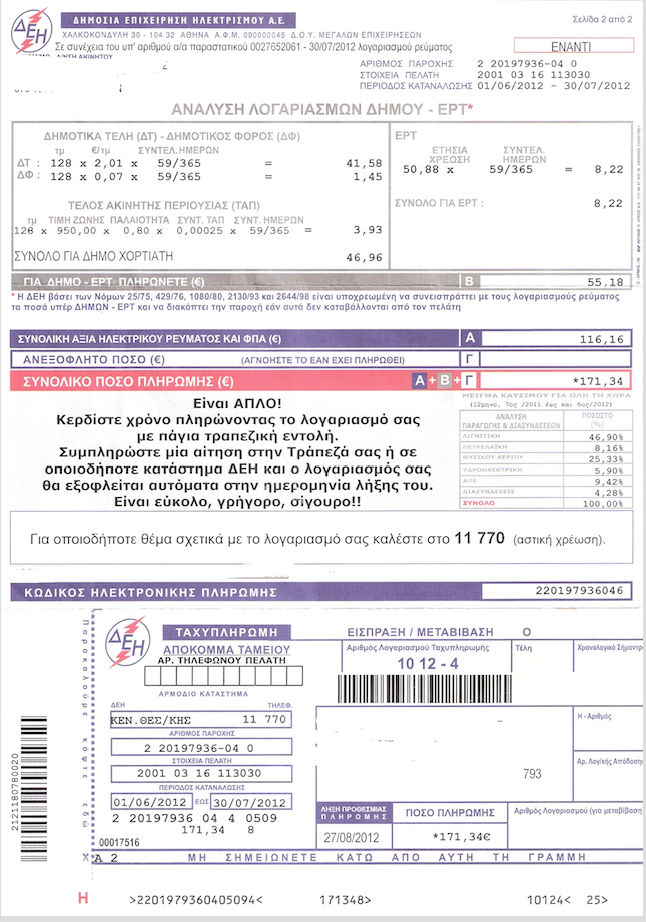 ΔΕΗ
ΔΗΜΟΣΙΑ ΕΠΙΧΕΙΡΗΣΗ ΗΛΕΚΤΡΙΣΜΟΥ Α.Ε.
Σελίδα 2 από 2
ΧΑΛΚΟΚΟΝΔΥΛΗ 30 - 104 32 ΑΘΗΝΑ Α.Φ.Μ. 090000045 Δ.Ο.Υ. ΜΕΓΑΛΩΝ ΕΠΙΧΕΙΡΗΣΕΩΝ
Σε συνέχεια του υπ' αριθμού α/α παραστατικού 0027652061 - 30/07/2012 λογαριασμού ρεύματος
ΕΝΑΝΤΙ
ΑΡΙΘΜΟΣ ΠΑΡΟΧΗΣ 2 20197936-04 0
ΣΤΟΙΧΕΙΑ ΠΕΛΑΤΗ 2001 03 16 113030
ΠΕΡΙΟΔΟΣ ΚΑΤΑΝΑΛΩΣΗΣ 01/06/2012 - 30/07/2012
ΑΝΑΛΥΣΗ ΛΟΓΑΡΙΑΣΜΩΝ ΔΗΜΟΥ - ΕΡΤ*
ΔΗΜΟΤΙΚΑ ΤΕΛΗ (ΔΤ) - ΔΗΜΟΤΙΚΟΣ ΦΟΡΟΣ (ΔΦ)
τμ €/τμ ΣΥΝΤΕΛ.ΗΜΕΡΩΝ
ΔΤ : 128 x 2,01 x 59/365 = 41,58
ΔΦ : 128 x 0,07 x 59/365 = 1,45
ΤΕΛΟΣ ΑΚΙΝΗΤΗΣ ΠΕΡΙΟΥΣΙΑΣ (ΤΑΠ)
τμ ΤΙΜΗ ΖΩΝΗΣ ΠΑΛΑΙΟΤΗΤΑ ΣΥΝΤ. ΤΑΠ ΣΥΝΤ. ΗΜΕΡΩΝ
128 x 950,00 x 0,80 x 0,00025 x 59/365 = 3,93
ΣΥΝΟΛΟ ΓΙΑ ΔΗΜΟ ΧΟΡΤΙΑΤΗ 46,96
ΕΡΤ
ΕΤΗΣΙΑ ΧΡΕΩΣΗ ΣΥΝΤΕΛ. ΗΜΕΡΩΝ
50,88 x 59/365 = 8,22
ΣΥΝΟΛΟ ΓΙΑ ΕΡΤ : 8,22
ΓΙΑ ΔΗΜΟ - ΕΡΤ ΠΛΗΡΩΝΕΤΕ (€) Β 55,18
* Η ΔΕΗ βάσει των Νόμων 25/75, 429/76, 1080/80, 2130/93 και 2644/98 είναι υποχρεωμένη να συνεισπράττει με τους λογαριασμούς ρεύματος
τα ποσά υπέρ ΔΗΜΩΝ - ΕΡΤ και να διακόπτει την παροχή εάν αυτά δεν καταβάλλονται από τον πελάτη
ΣΥΝΟΛΙΚΗ ΑΞΙΑ ΗΛΕΚΤΡΙΚΟΥ ΡΕΥΜΑΤΟΣ ΚΑΙ ΦΠΑ (€) Α 116,16
ΑΝΕΞΟΦΛΗΤΟ ΠΟΣΟ (€) (ΑΓΝΟΗΣΤΕ ΤΟ ΕΑΝ ΕΧΕΙ ΠΛΗΡΩΘΕΙ) Γ
ΣΥΝΟΛΙΚΟ ΠΟΣΟ ΠΛΗΡΩΜΗΣ (€) Α+Β+Γ *171,34
Είναι ΑΠΛΟ!
Κερδίστε χρόνο πληρώνοντας το λογαριασμό σας
με πάγια τραπεζική εντολή.
Συμπληρώστε μία αίτηση στην Τράπεζά σας ή σε
οποιοδήποτε κατάστημα ΔΕΗ και ο λογαριασμός σας
θα εξοφλείται αυτόματα στην ημερομηνία λήξης του.
Είναι εύκολο, γρήγορο, σίγουρο!!
ΜΕΙΓΜΑ ΚΑΥΣΙΜΟΥ ΓΙΑ ΟΛΗ ΤΗ ΧΩΡΑ
(12μηνο, 7ος /2011 έως και 6ος/2012)
ΑΝΑΛΥΣΗ ΠΑΡΑΓΩΓΗΣ & ΔΙΑΣΥΝΔΕΣΕΩΝ ΠΟΣΟΣΤΟ (%)
ΛΙΓΝΙΤΙΚΗ 46,90%
ΠΕΤΡΕΛΑΪΚΗ 8,16%
ΦΥΣΙΚΟΥ ΑΕΡΙΟΥ 25,33%
ΥΔΡΟΗΛΕΚΤΡΙΚΗ 5,90%
ΑΠΕ 9,42%
ΔΙΑΣΥΝΔΕΣΕΙΣ 4,28%
ΣΥΝΟΛΟ 100,00%
Για οποιοδήποτε θέμα σχετικά με το λογαριασμό σας καλέστε στο 11 770 (αστική χρέωση).
ΚΩΔΙΚΟΣ ΗΛΕΚΤΡΟΝΙΚΗΣ ΠΛΗΡΩΜΗΣ 220197936046
Παρακαλούμε κόψτε εδώ
2121180780020
ΔΕΗ
ΤΑΧΥΠΛΗΡΩΜΗ
ΑΠΟΚΟΜΜΑ ΤΑΜΕΙΟΥ
ΑΡ. ΤΗΛΕΦΩΝΟΥ ΠΕΛΑΤΗ
ΑΡΜΟΔΙΟ ΚΑΤΑΣΤΗΜΑ
ΔΕΗ ΤΗΛΕΦ.
ΚΕΝ.ΘΕΣ/ΚΗΣ 11 770
ΑΡΙΘΜΟΣ ΠΑΡΟΧΗΣ
2 20197936-04 0
ΣΤΟΙΧΕΙΑ ΠΕΛΑΤΗ
2001 03 16 113030
ΠΕΡΙΟΔΟΣ ΚΑΤΑΝΑΛΩΣΗΣ
01/06/2012 ΕΩΣ 30/07/2012
2 20197936 04 4 0509
171,34 8
00017516
ΕΙΣΠΡΑΞΗ / ΜΕΤΑΒΙΒΑΣΗ Ο
Αριθμός Λογαριασμού Ταχυπληρωμής
10 12 - 4
Τέλη
Χρονολογικό Σήμαντρο
Η - Αριθμός
793
Αρ. Λογ/κής Απόδοσης
ΛΗΞΗ ΠΡΟΘΕΣΜΙΑΣ ΠΛΗΡΩΜΗΣ
27/08/2012
ΠΟΣΟ ΠΛΗΡΩΜΗΣ
*171,34€
Αριθμός Λογαριασμού (για μεταβίβαση)
Α 2 ΜΗ ΣΗΜΕΙΩΝΕΤΕ ΚΑΤΩ ΑΠΟ ΑΥΤΗ ΤΗ ΓΡΑΜΜΗ
Η >2201979360405094< 171348> 10124< 25>